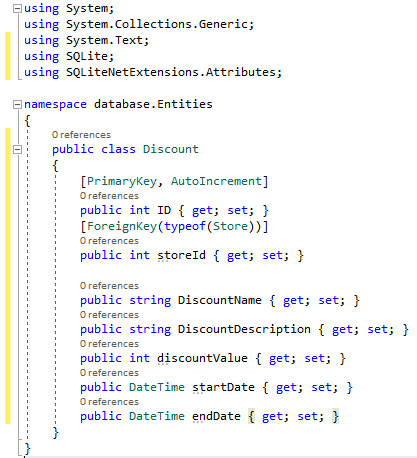 using System;
using System.Collections.Generic;
using System.Text;
using SQLite;
using SQLiteNetExtensions.Attributes;
namespace database.Entities
{
0 references
public class Discount
{
[PrimaryKey, AutoIncrement]
0 references
public int ID { get; set; }
[ForeignKey(typeof(Store))]
0 references
public int storeId { get; set; }
0 references
public string DiscountName { get; set; }
0 references
public string DiscountDescription { get; set; }
0 references
public int discountValue { get; set; }
0 references
public DateTime startDate { get; set; }
0 references
public DateTime endDate { get; set; }
}
}